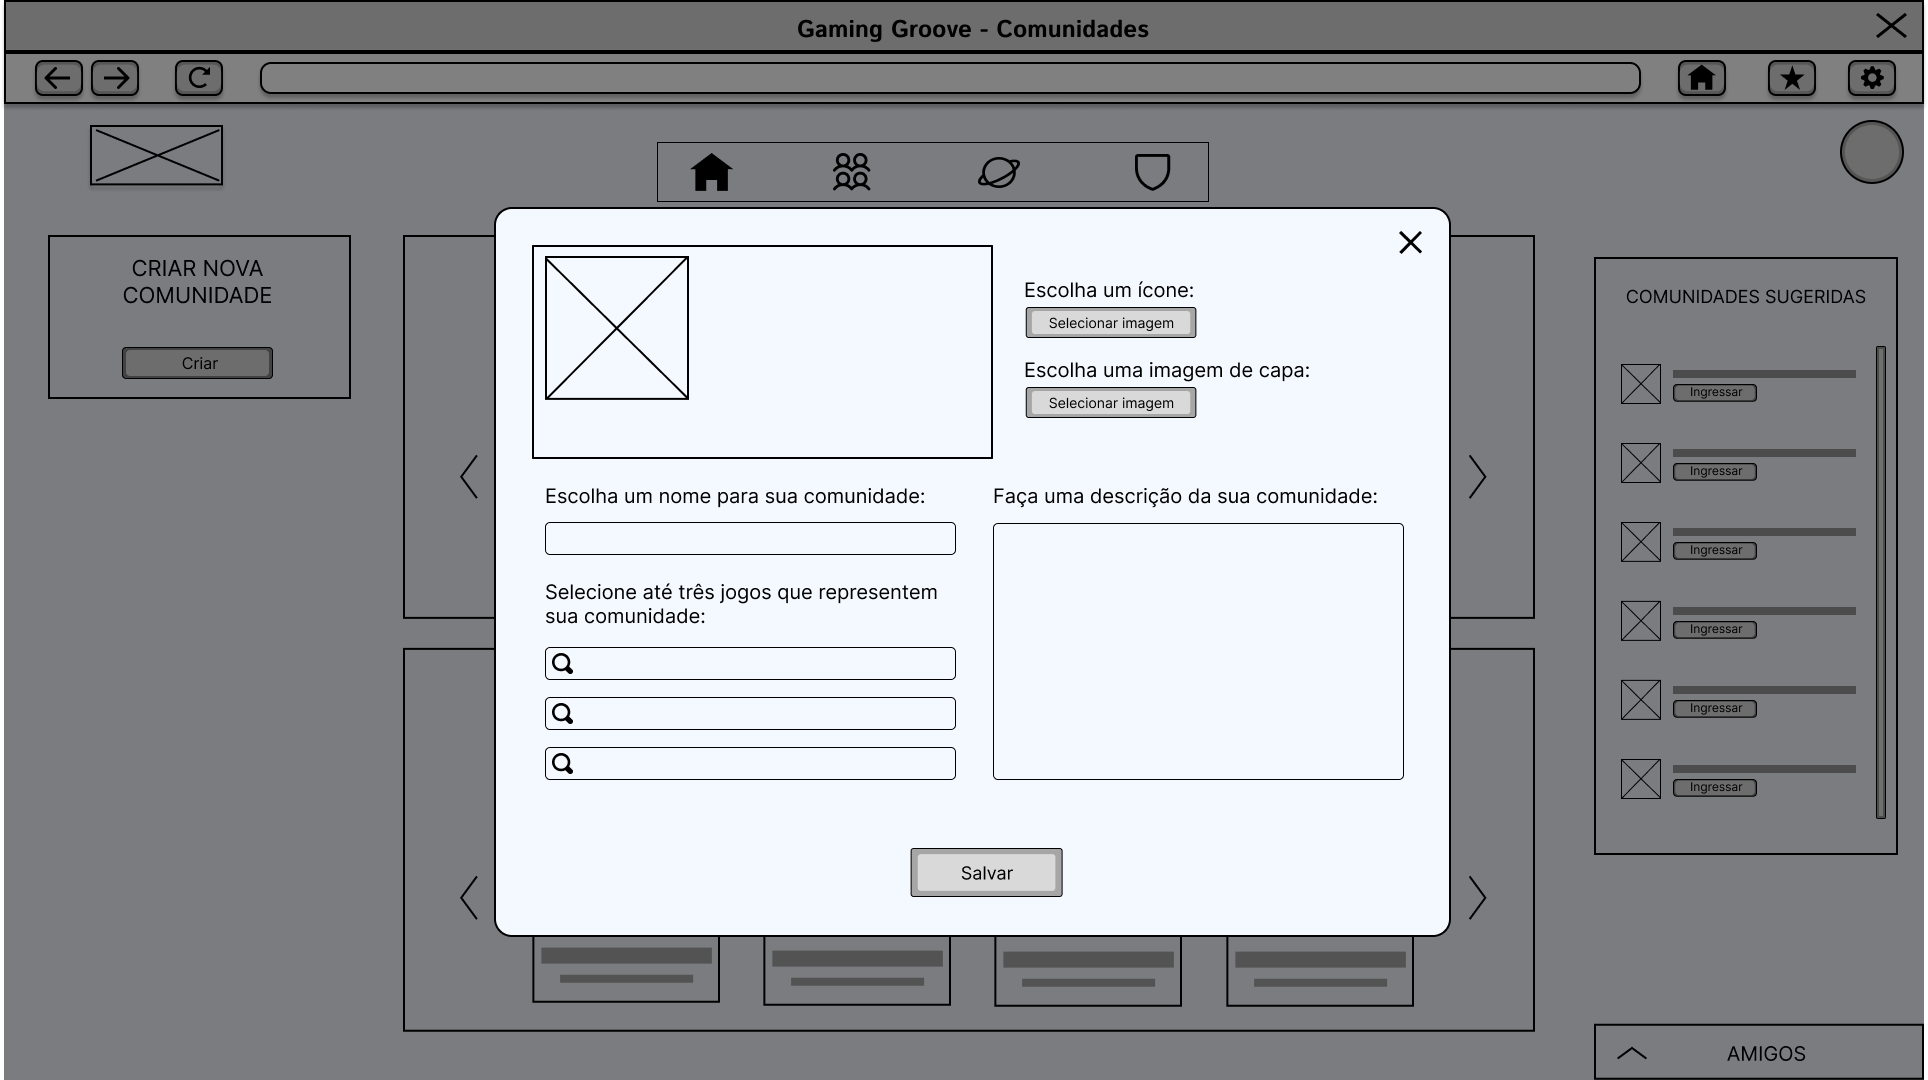 Gaming Groove - Comunidades
CRIAR NOVA
COMUNIDADE
Criar
Escolha um ícone:
Selecionar imagem
Escolha uma imagem de capa:
Selecionar imagem
Escolha um nome para sua comunidade:
Selecione até três jogos que representem
sua comunidade:
Faça uma descrição da sua comunidade:
Salvar
COMUNIDADES SUGERIDAS
Ingressar
Ingressar
Ingressar
Ingressar
Ingressar
Ingressar
AMIGOS